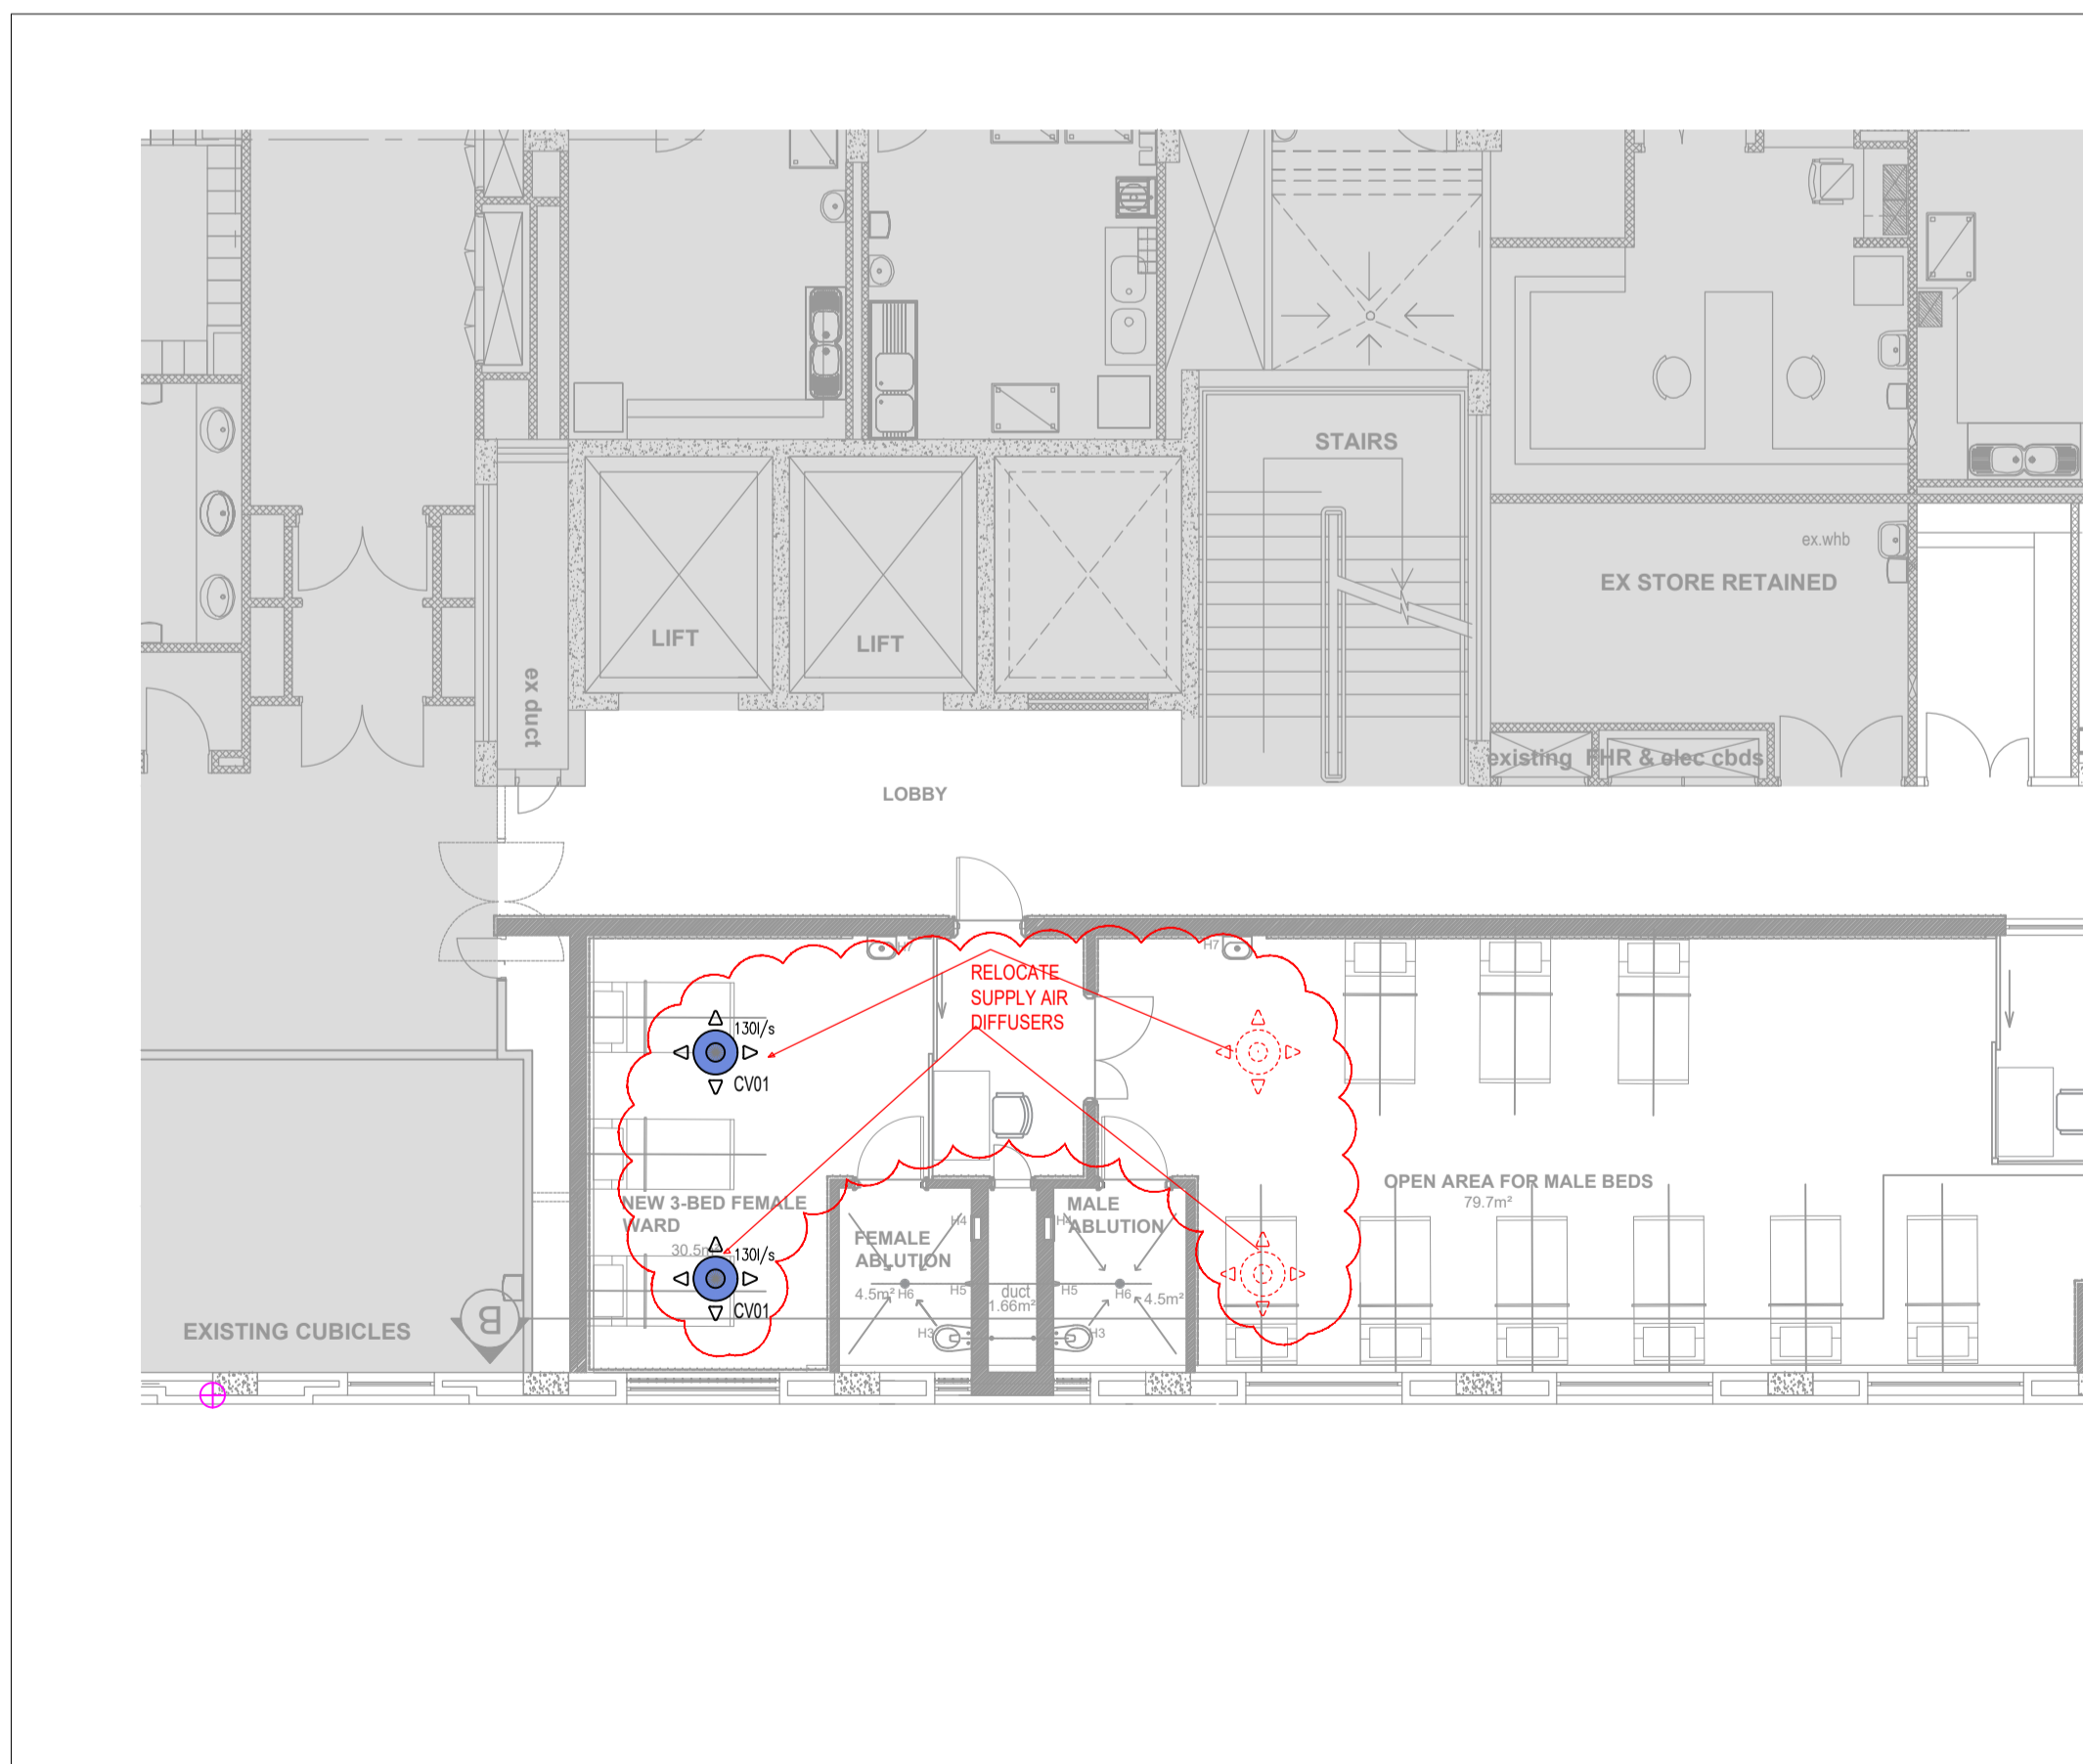 STAIRS
ex.whb
EX STORE RETAINED
LIFT
LIFT
ex duct
existing FHR & elec cbds
LOBBY
H7
H7
RELOCATE
SUPPLY AIR
DIFFUSERS
130l/s
CV01
OPEN AREA FOR MALE BEDS
79.7m²
NEW 3-BED FEMALE
WARD
30.5m²
130l/s
CV01
FEMALE
ABLUTION
4.5m²
H4
H6
H5
H3
duct
1.66m²
MALE
ABLUTION
4.5m²
H4
H5
H6
H3
B
EXISTING CUBICLES